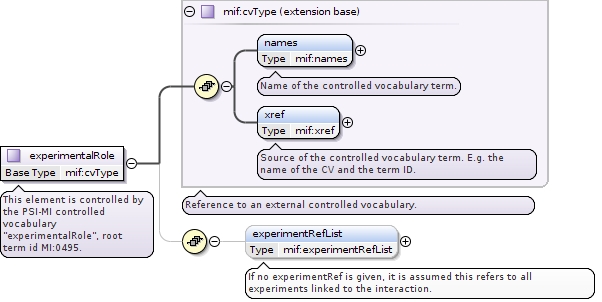 mif:cvType (extension base)
names
Type mif:names
Name of the controlled vocabulary term.
xref
Type mif:xref
Source of the controlled vocabulary term. E.g. the
name of the CV and the term ID.
experimentalRole
Base Type mif:cvType
This element is controlled by
the PSI-MI controlled
vocabulary
"experimentalRole", root
term id MI:0495.
Reference to an external controlled vocabulary.
experimentRefList
Type mif:experimentRefList
If no experimentRef is given, it is assumed this refers to all
experiments linked to the interaction.